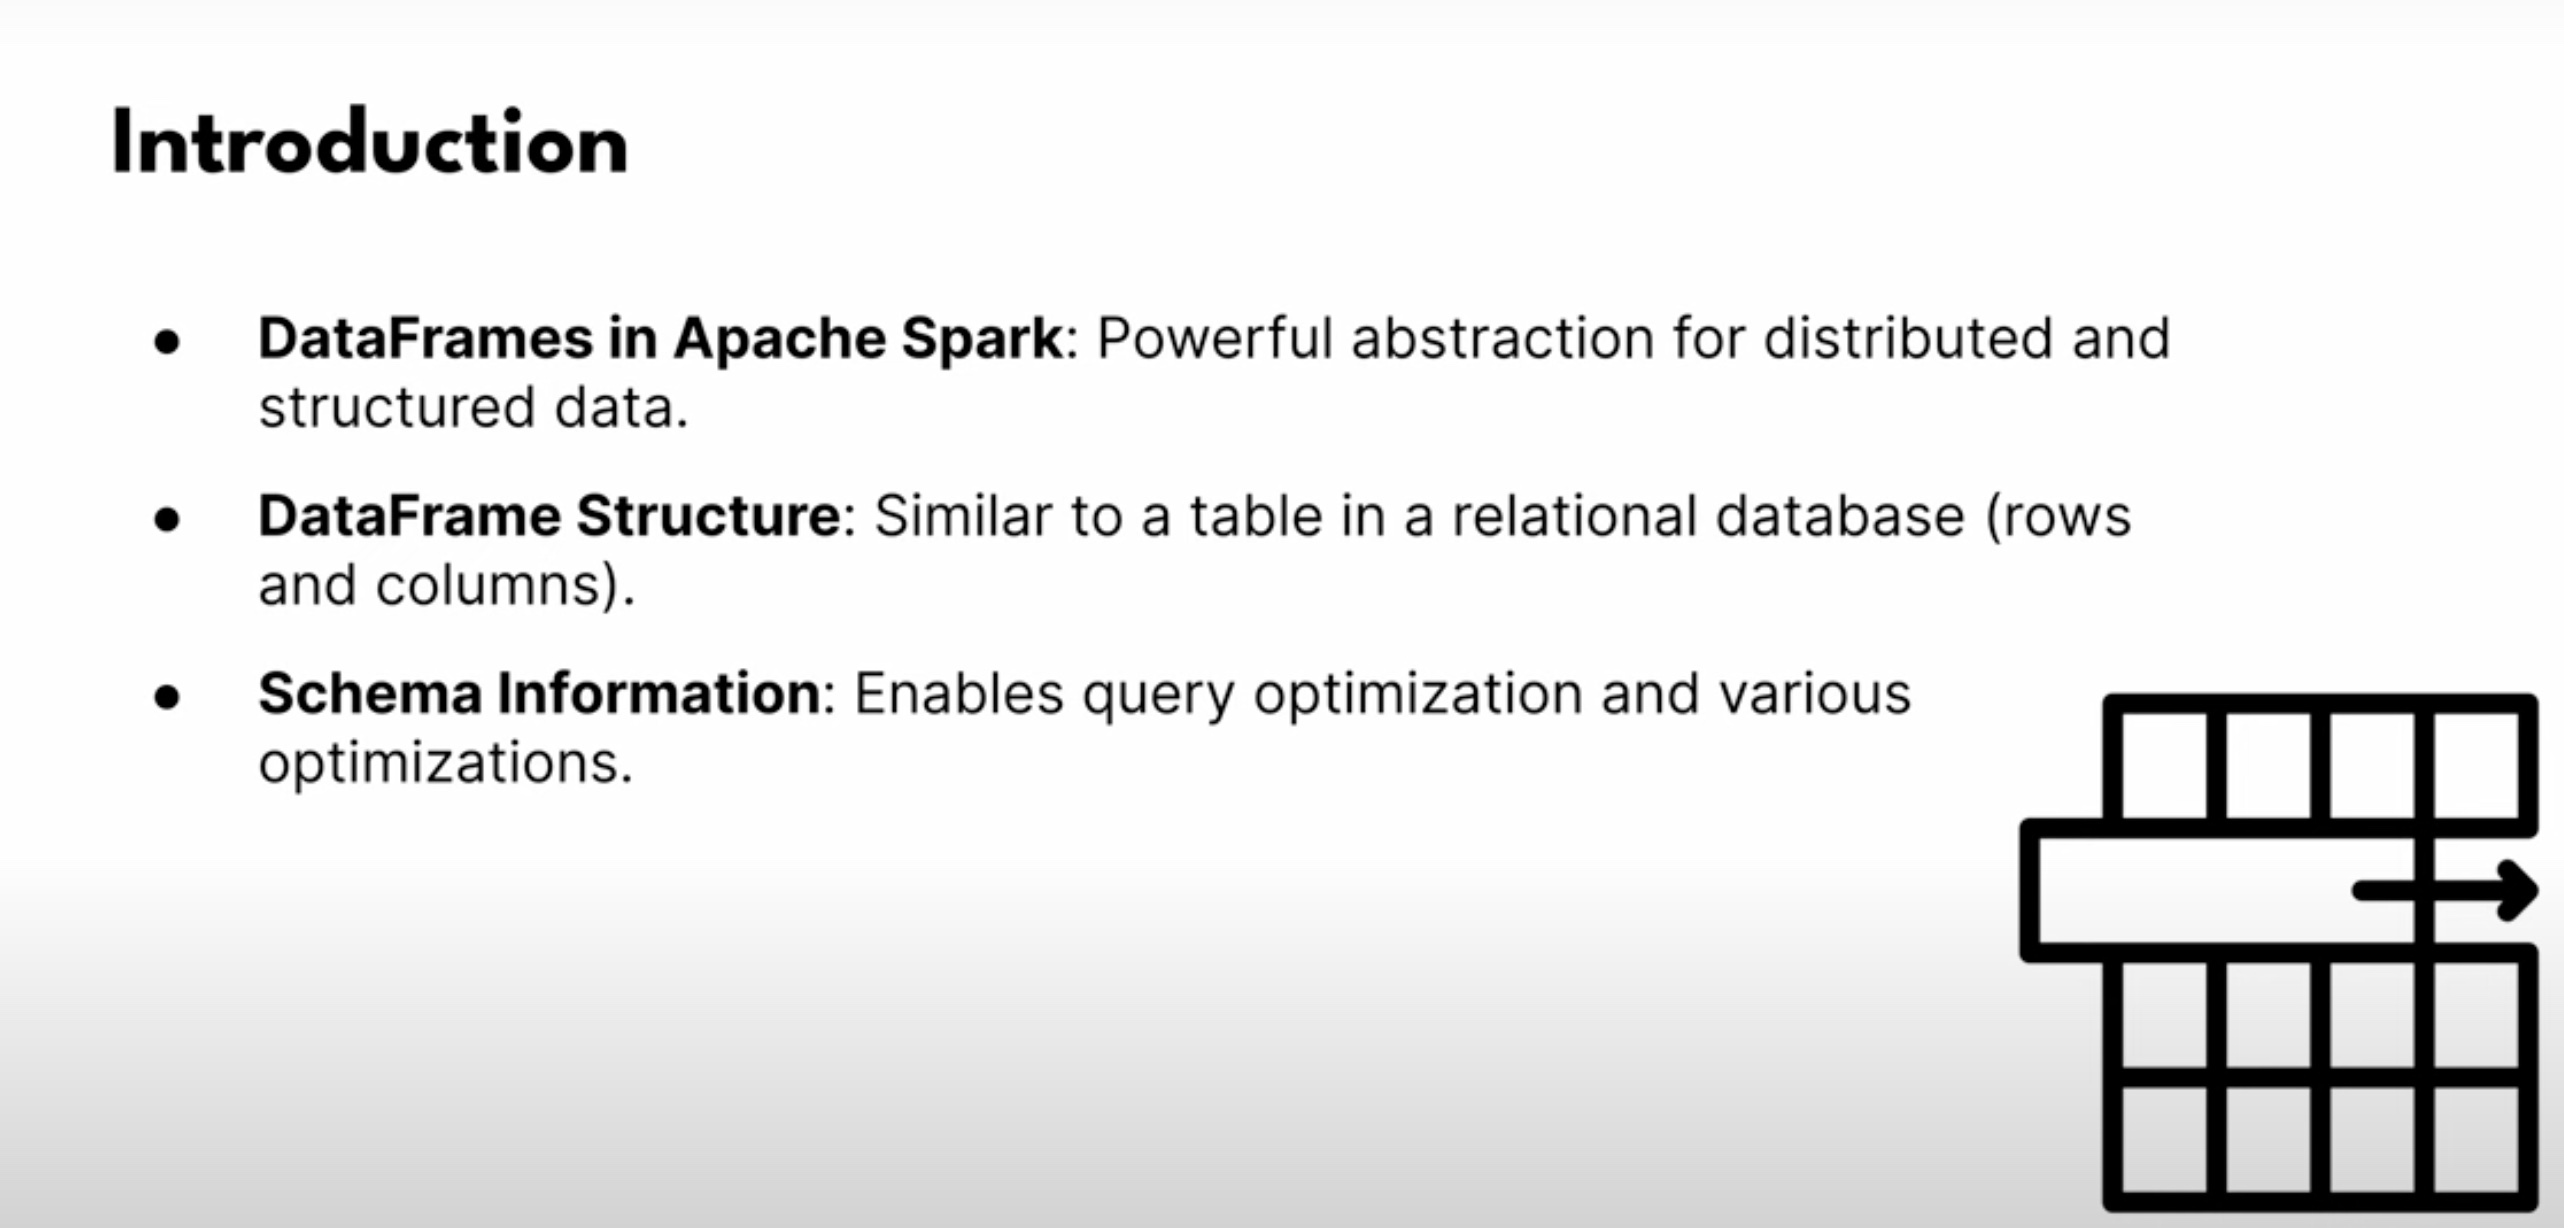 Introduction
● DataFrames in Apache Spark: Powerful abstraction for distributed and
structured data.
● DataFrame Structure: Similar to a table in a relational database (rows
and columns).
● Schema Information: Enables query optimization and various
optimizations.